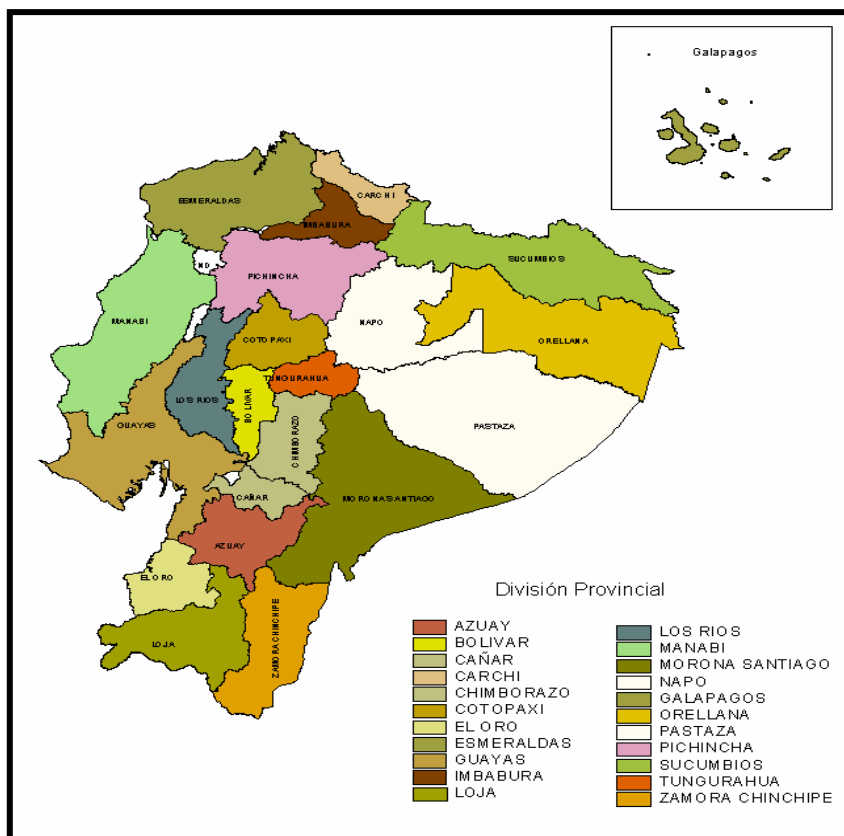 Galapagos
ESMERALDAS
CARCHI
IMBABURA
SUCUMBIOS
ND
PICHINCHA
MANABI
NAPO
COTOPAXI
ORELLANA
TUNGURAHUA
LOS RIOS
BOLIVAR
GUAYAS
PASTAZA
CHIMBORAZO
CAÑAR
MORONA SANTIAGO
AZUAY
EL ORO
LOJA
ZAMORA CHINCHIPE
División Provincial
AZUAY
BOLIVAR
CAÑAR
CARCHI
CHIMBORAZO
COTOPAXI
EL ORO
ESMERALDAS
GUAYAS
IMBABURA
LOJA
LOS RIOS
MANABI
MORONA SANTIAGO
NAPO
GALAPAGOS
ORELLANA
PASTAZA
PICHINCHA
SUCUMBIOS
TUNGURAHUA
ZAMORA CHINCHIPE